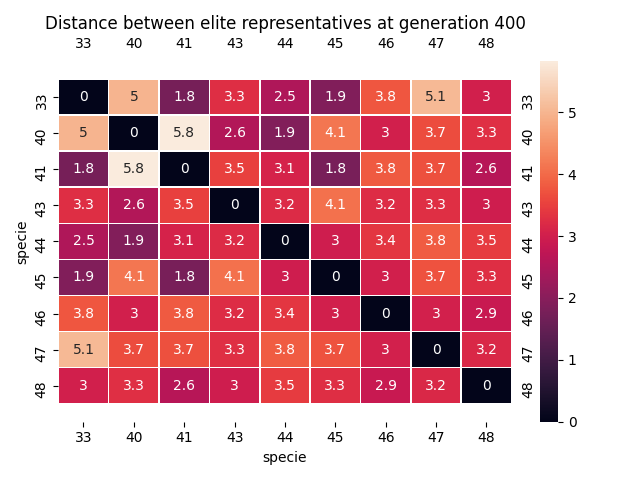 Distance between elite representatives at generation 400
33 40 41 43 44 45 46 47 48
33 0 5 1.8 3.3 2.5 1.9 3.8 5.1 3 33
40 5 0 5.8 2.6 1.9 4.1 3 3.7 3.3 40
41 1.8 5.8 0 3.5 3.1 1.8 3.8 3.7 2.6 41
43 3.3 2.6 3.5 0 3.2 4.1 3.2 3.3 3 43
44 2.5 1.9 3.1 3.2 0 3 3.4 3.8 3.5 44
45 1.9 4.1 1.8 4.1 3 0 3 3.7 3.3 45
46 3.8 3 3.8 3.2 3.4 3 0 3 2.9 46
47 5.1 3.7 3.7 3.3 3.8 3.7 3 0 3.2 47
48 3 3.3 2.6 3 3.5 3.3 2.9 3.2 0 48
33 40 41 43 44 45 46 47 48
specie
specie
5
4
3
2
1
0